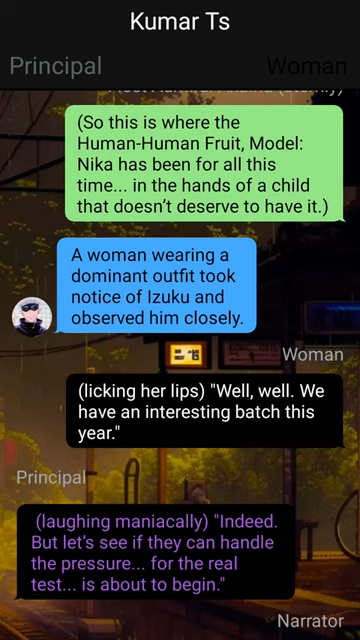 Kumar Ts
Principal
Woman
(So this is where the
Human-Human Fruit, Model:
Nika has been for all this
time... in the hands of a child
that doesn't deserve to have it.)
A woman wearing a
dominant outfit took
notice of Izuku and
observed him closely.
Woman
(licking her lips) "Well, well. We
have an interesting batch this
year."
Principal
(laughing maniacally) "Indeed.
But let's see if they can handle
the pressure... for the real
test... is about to begin."
Narrator